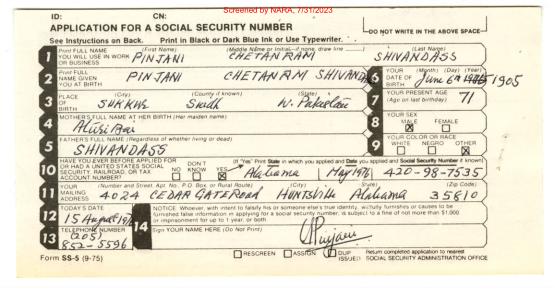 Screened by NARA, 7/31/2023
ID: CN:
APPLICATION FOR A SOCIAL SECURITY NUMBER
DO NOT WRITE IN THE ABOVE SPACE
See Instructions on Back. Print in Black or Dark Blue Ink or Use Typewriter.
1 Print FULL NAME YOU WILL USE IN WORK OR BUSINESS (First Name) (Middle Name or Initial—if none, draw line) (Last Name)
PINJANI CHETANRAM SHIVANDASS
2 Print FULL NAME GIVEN YOU AT BIRTH PINJANI CHETANRAM SHIVANDASS
6 YOUR DATE OF BIRTH (Month) (Day) (Year) June 6th 1905
3 PLACE OF BIRTH (City) (County if known) (State)
SUKKUR Sindh W. Pakistan
7 YOUR PRESENT AGE (Age on last birthday) 71
4 MOTHER'S FULL NAME AT HER BIRTH (Her maiden name)
8 YOUR SEX MALE X FEMALE
5 FATHER'S FULL NAME (Regardless of whether living or dead)
SHIVANDASS
9 YOUR COLOR OR RACE WHITE NEGRO OTHER X
10 HAVE YOU EVER BEFORE APPLIED FOR OR HAD A UNITED STATES SOCIAL SECURITY, RAILROAD, OR TAX ACCOUNT NUMBER? NO DON'T KNOW YES X
(If "Yes" Print State in which you applied and Date you applied and Social Security Number if known)
Alabama May 1976 420-98-7535
11 YOUR MAILING ADDRESS (Number and Street, Apt. No., P.O. Box, or Rural Route) (City) (State) (Zip Code)
4024 CEDAR GATE Road HUNTSVille Alabama 35810
12 TODAY'S DATE
15 August
NOTICE: Whoever, with intent to falsify his or someone else's true identity, willfully furnishes or causes to be furnished false information in applying for a social security number, is subject to a fine of not more than $1,000 or imprisonment for up to 1 year, or both.
13 TELEPHONE NUMBER
(205)
852-5596
14 Sign YOUR NAME HERE (Do Not Print)
Pinjani
Form SS-5 (9-75)
RESCREEN ASSIGN DUP ISSUED Return completed application to nearest SOCIAL SECURITY ADMINISTRATION OFFICE